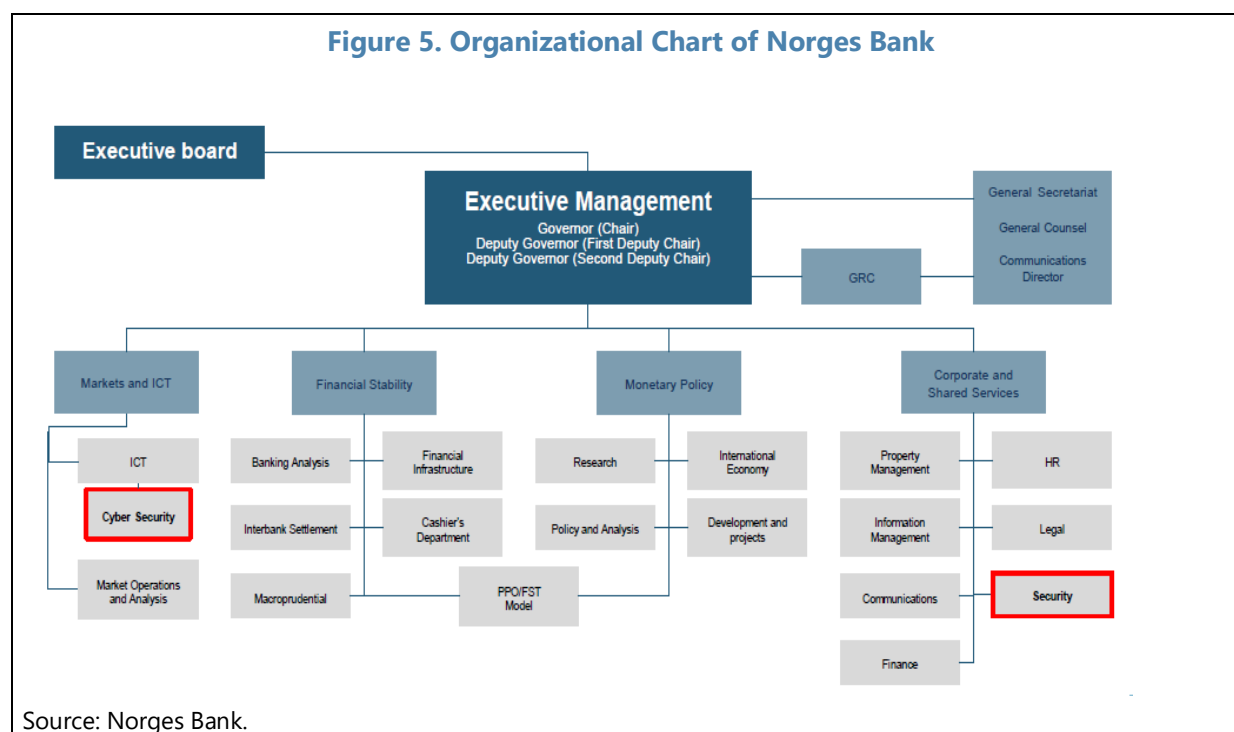 Figure 5. Organizational Chart of Norges Bank
Executive board
Executive Management
Governor (Chair)
Deputy Governor (First Deputy Chair)
Deputy Governor (Second Deputy Chair)
General Secretariat
General Counsel
Communications
Director
GRC
Markets and ICT
Financial Stability
Monetary Policy
Corporate and
Shared Services
ICT
Cyber Security
Market Operations
and Analysis
Banking Analysis
Financial
Infrastructure
Interbank Settlement
Cashier's
Department
Macroprudential
PPO/FST
Model
Research
International
Economy
Policy and Analysis
Development and
projects
Property
Management
HR
Information
Management
Legal
Communications
Security
Finance
Source: Norges Bank.